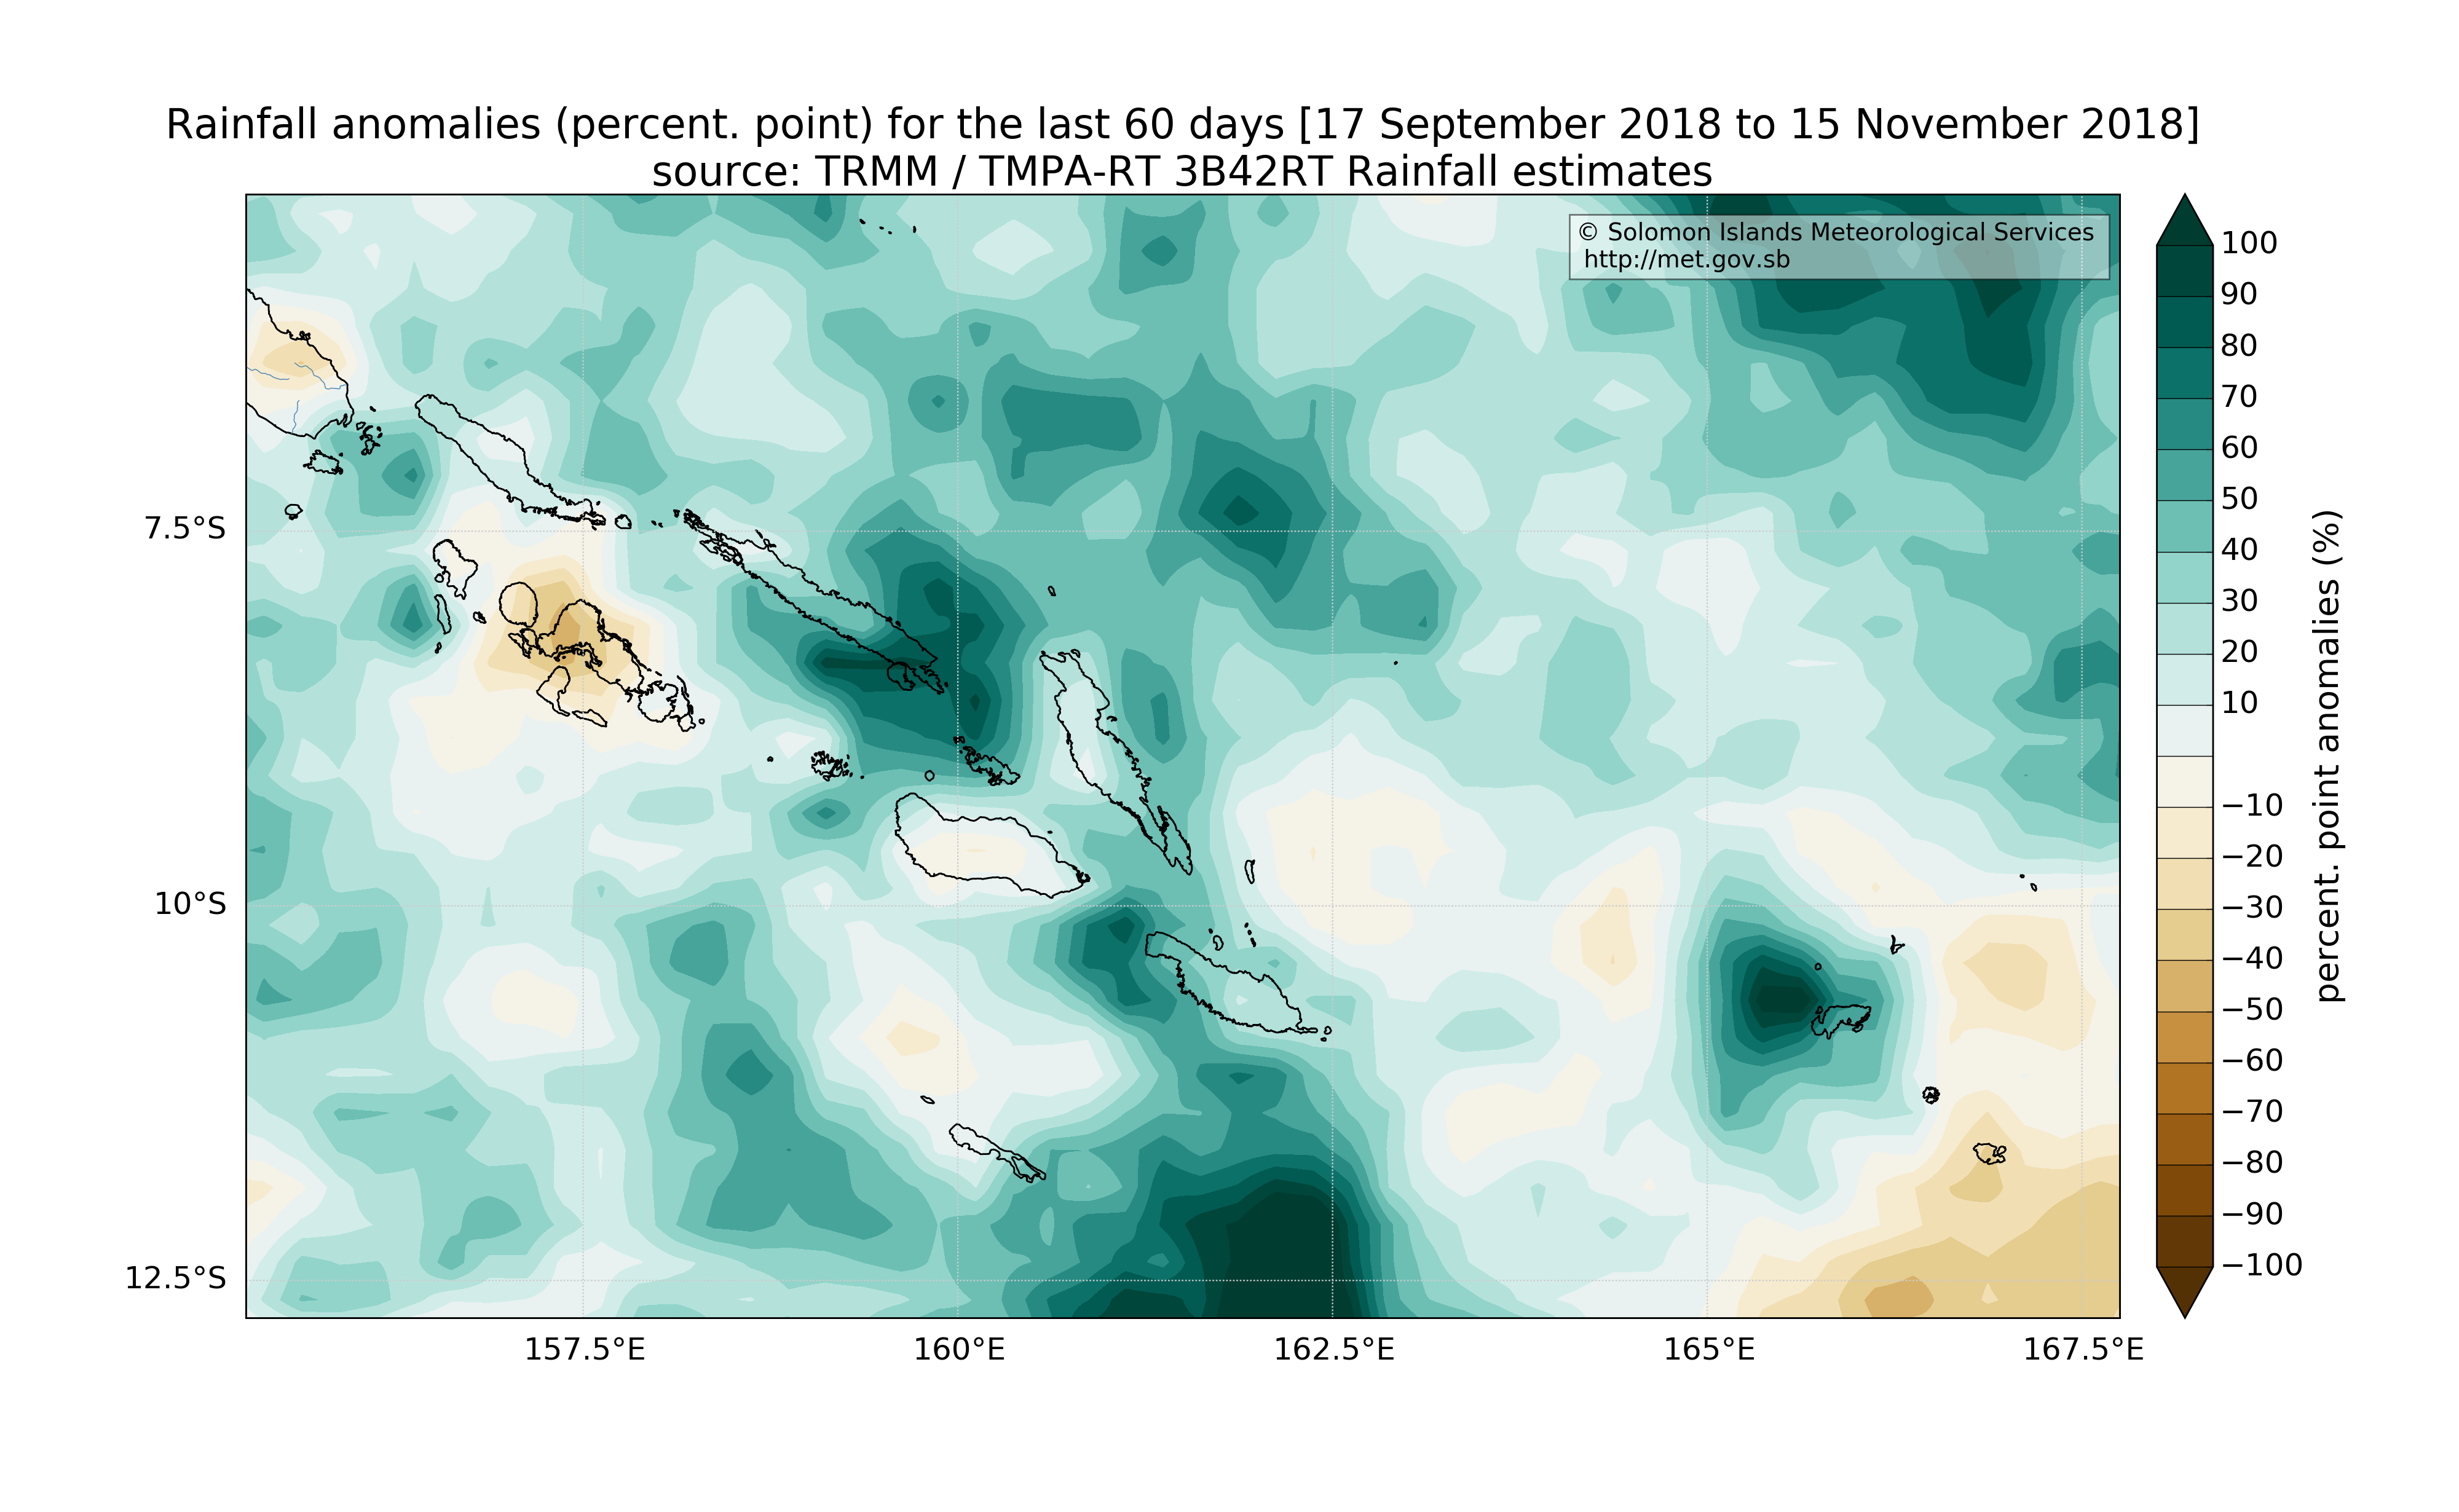 Rainfall anomalies (percent. point) for the last 60 days [17 September 2018 to 15 November 2018]
source: TRMM / TMPA-RT 3B42RT Rainfall estimates
© Solomon Islands Meteorological Services
http://met.gov.sb
7.5°S
10°S
12.5°S
157.5°E
160°E
162.5°E
165°E
167.5°E
100
90
80
70
60
50
40
30
20
10
−10
−20
−30
−40
−50
−60
−70
−80
−90
−100
percent. point anomalies (%)